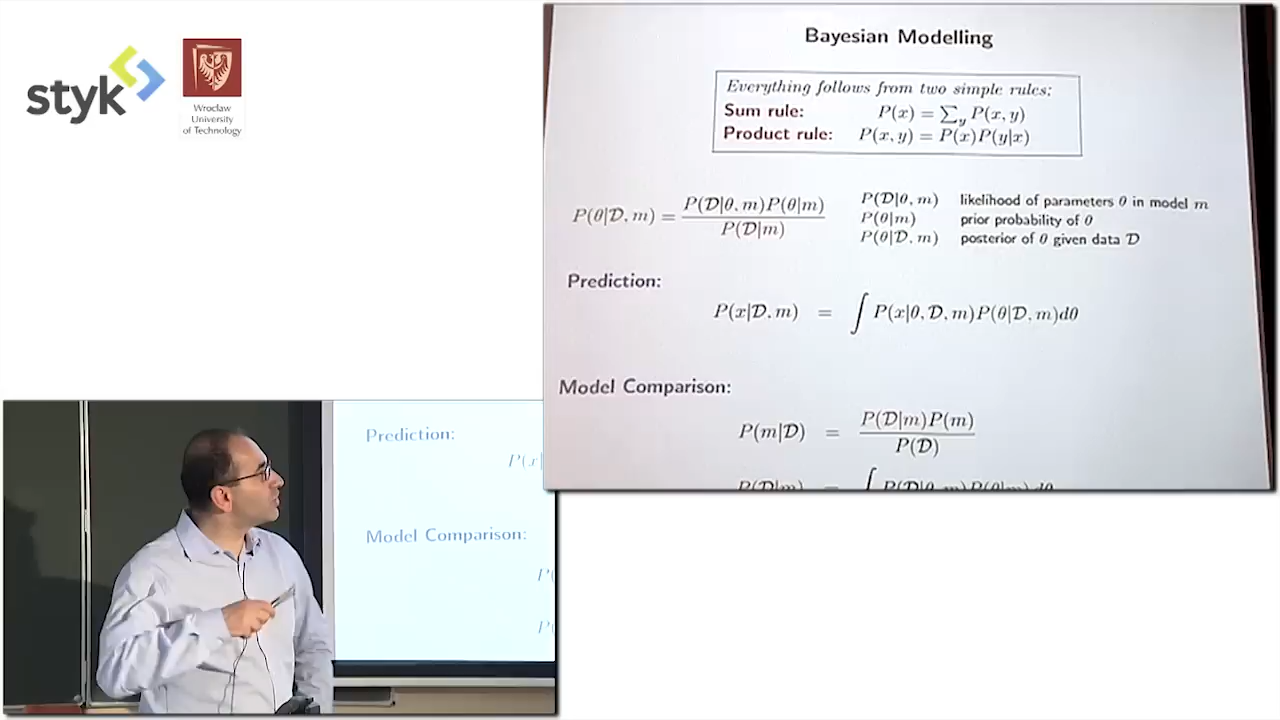 styk
Wrocław
University
of Technology
Bayesian Modelling
Everything follows from two simple rules:
Sum rule: P(x) = ∑_y P(x, y)
Product rule: P(x, y) = P(x)P(y|x)
P(θ|𝒟, m) = P(𝒟|θ, m)P(θ|m) / P(𝒟|m)
P(𝒟|θ, m) likelihood of parameters θ in model m
P(θ|m) prior probability of θ
P(θ|𝒟, m) posterior of θ given data 𝒟
Prediction:
P(x|𝒟, m) = ∫ P(x|θ, 𝒟, m)P(θ|𝒟, m)dθ
Model Comparison:
P(m|𝒟) = P(𝒟|m)P(m) / P(𝒟)
P(𝒟|m) = ∫ P(𝒟|θ, m)P(θ|m) dθ
Prediction:
P(x|
Model Comparison:
P(
P(